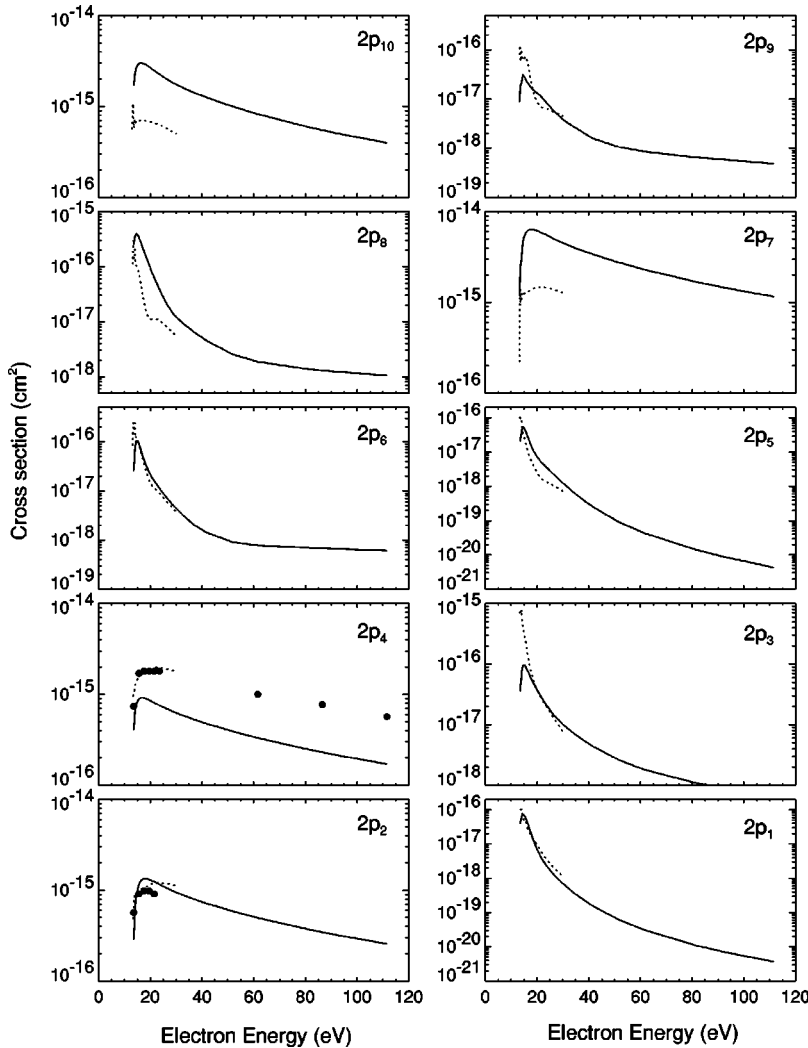 10⁻¹⁴
2p₁₀
10⁻¹⁵
10⁻¹⁶
10⁻¹⁶
2p₉
10⁻¹⁷
10⁻¹⁸
10⁻¹⁹
10⁻¹⁵
2p₈
10⁻¹⁶
10⁻¹⁷
10⁻¹⁸
10⁻¹⁴
2p₇
10⁻¹⁵
10⁻¹⁶
Cross section (cm²)
10⁻¹⁶
2p₆
10⁻¹⁷
10⁻¹⁸
10⁻¹⁹
10⁻¹⁶
2p₅
10⁻¹⁷
10⁻¹⁸
10⁻¹⁹
10⁻²⁰
10⁻²¹
10⁻¹⁴
2p₄
10⁻¹⁵
10⁻¹⁶
10⁻¹⁵
2p₃
10⁻¹⁶
10⁻¹⁷
10⁻¹⁸
10⁻¹⁴
2p₂
10⁻¹⁵
10⁻¹⁶
0 20 40 60 80 100 120
Electron Energy (eV)
10⁻¹⁶
2p₁
10⁻¹⁷
10⁻¹⁸
10⁻¹⁹
10⁻²⁰
10⁻²¹
0 20 40 60 80 100 120
Electron Energy (eV)